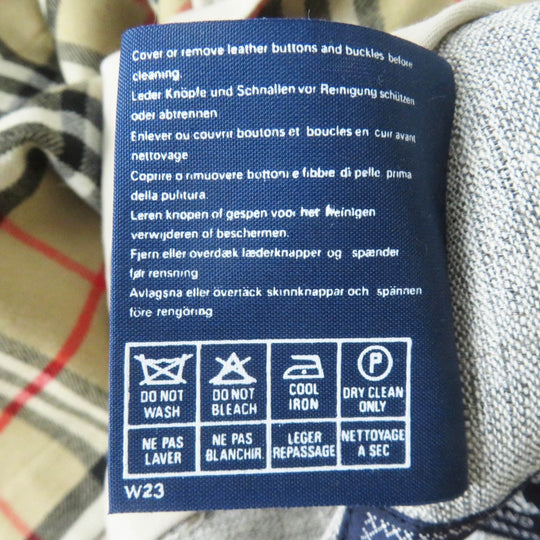 Cover or remove leather buttons and buckles before
cleaning.
Leder Knöpfe und Schnallen vor Reinigung schützen
oder abtrennen
Enlever ou couvrir boutons et boucles en cuir avant
nettovage
Coprire o rimuovere bottoni e fibbie di pelle prima
della pulitura.
Leren knopen of gespen voor het Reinigen
verwijderen of beschermen.
Fjern eller overdæk læderknapper og spænder
før rensning
Avlagsna eller övertäck skinnknappar och spännen
före rengöring
P
DO NOT WASH
DO NOT BLEACH
COOL IRON
DRY CLEAN ONLY
NE PAS LAVER
NE PAS BLANCHIR.
LEGER REPASSAGE
NETTOYAGE A SEC
W23